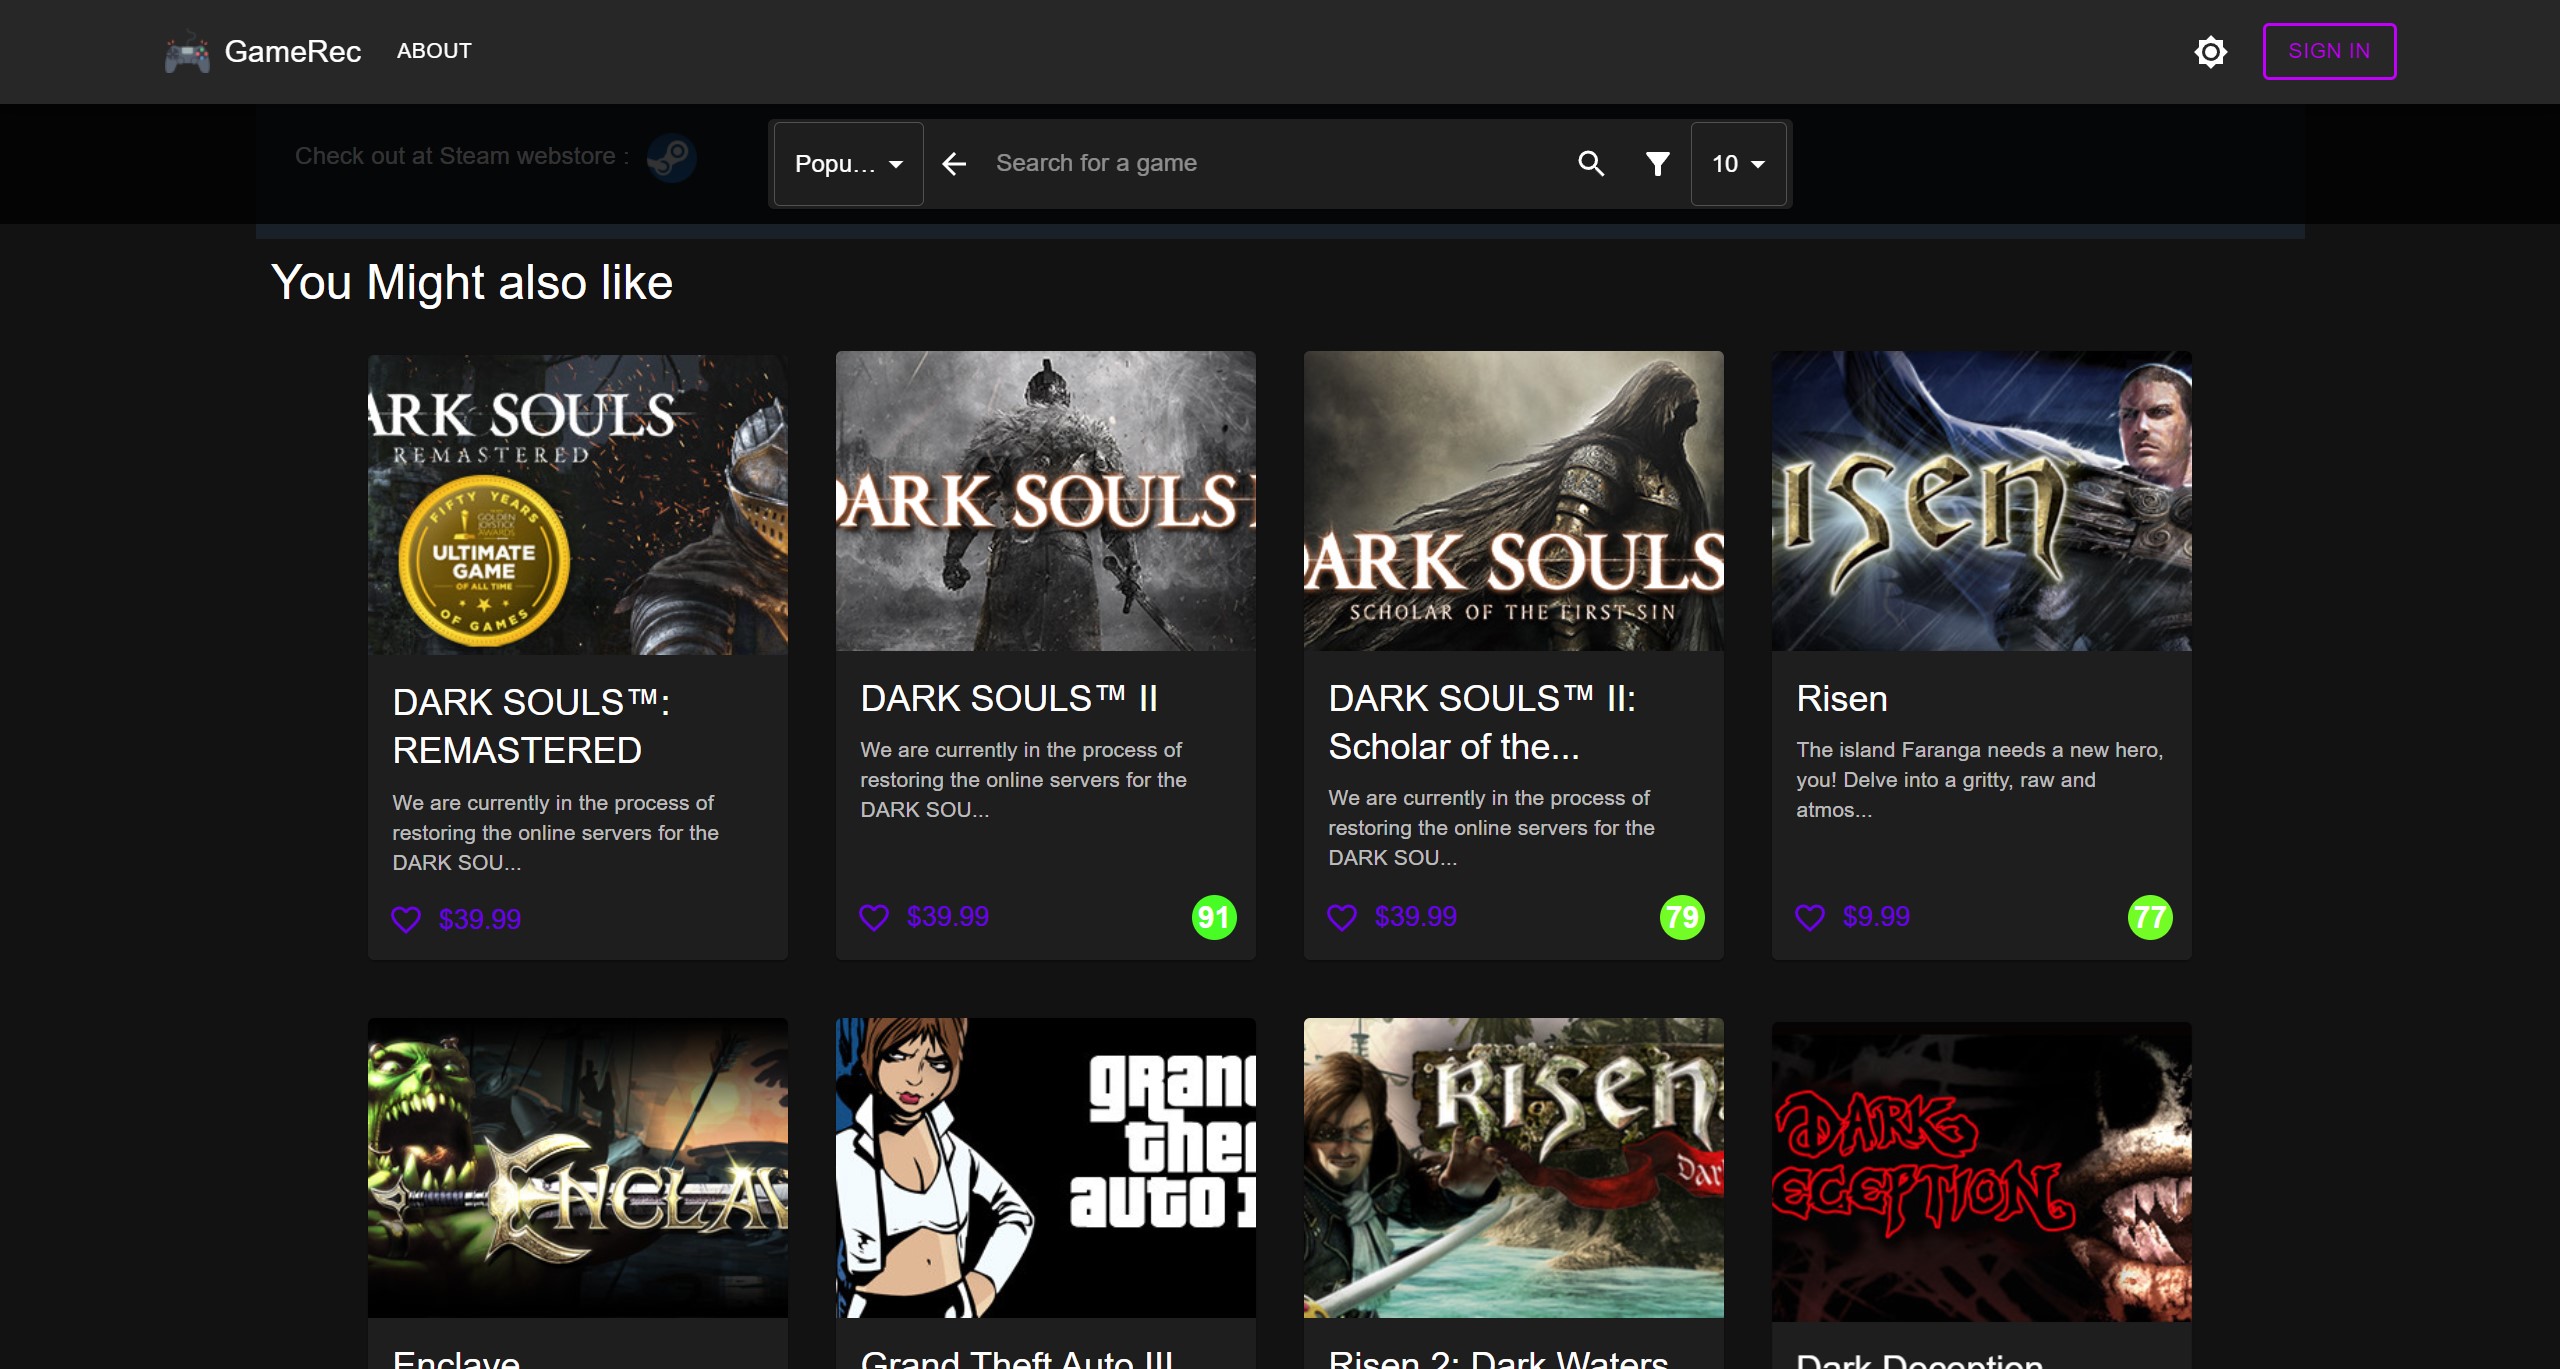 GameRec ABOUT SIGN IN
Check out at Steam webstore :
Popu... Search for a game 10
You Might also like
ARK SOULS
REMASTERED
FIFTY YEARS
GOLDEN
JOYSTICK
AWARDS
ULTIMATE
GAME
OF ALL TIME
OF GAMES
DARK SOULS
DARK SOULS
SCHOLAR OF THE FIRST SIN
RISEN
DARK SOULS™:
REMASTERED
We are currently in the process of
restoring the online servers for the
DARK SOU...
$39.99
DARK SOULS™ II
We are currently in the process of
restoring the online servers for the
DARK SOU...
$39.99 91
DARK SOULS™ II:
Scholar of the...
We are currently in the process of
restoring the online servers for the
DARK SOU...
$39.99 79
Risen
The island Faranga needs a new hero,
you! Delve into a gritty, raw and
atmos...
$9.99 77
ENCLAV
gRanc
thef
auto I
RISEN
Dar
DARK
ECEPTION
Enclave
Grand Theft Auto III
Risen 2: Dark Waters
Dark Deception